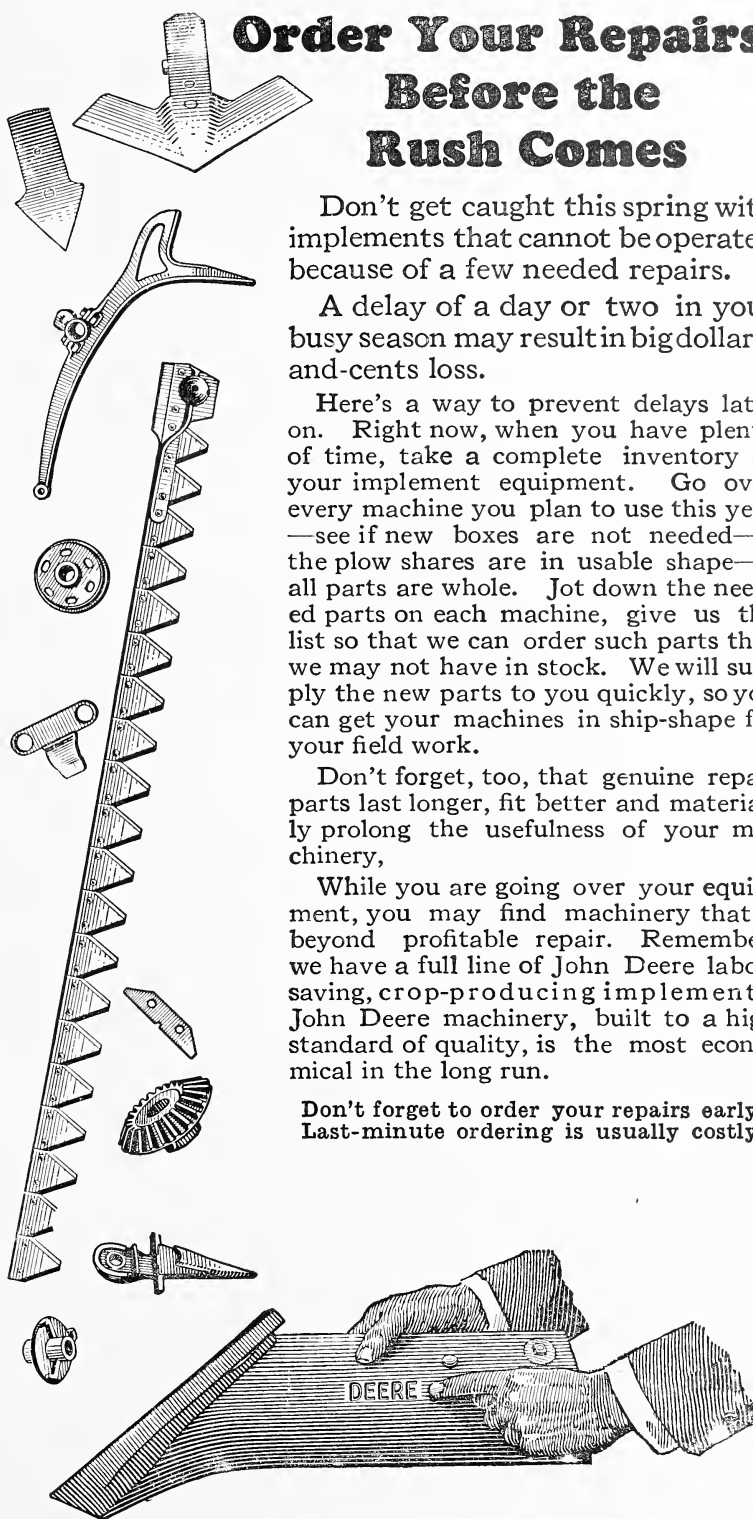 Order Your Repairs
Before the
Rush Comes
Don't get caught this spring wit
implements that cannot be operate
because of a few needed repairs.
A delay of a day or two in you
busy season may result in big dollar
and-cents loss.
Here's a way to prevent delays lat
on. Right now, when you have plen
of time, take a complete inventory
your implement equipment. Go ov
every machine you plan to use this ye
—see if new boxes are not needed—
the plow shares are in usable shape—
all parts are whole. Jot down the nee
ed parts on each machine, give us t
list so that we can order such parts th
we may not have in stock. We will su
ply the new parts to you quickly, so yo
can get your machines in ship-shape f
your field work.
Don't forget, too, that genuine repa
parts last longer, fit better and materia
ly prolong the usefulness of your m
chinery,
While you are going over your equi
ment, you may find machinery that
beyond profitable repair. Remembe
we have a full line of John Deere labo
saving, crop-producing implement
John Deere machinery, built to a hig
standard of quality, is the most econ
mical in the long run.
Don't forget to order your repairs early
Last-minute ordering is usually costly
DEERE